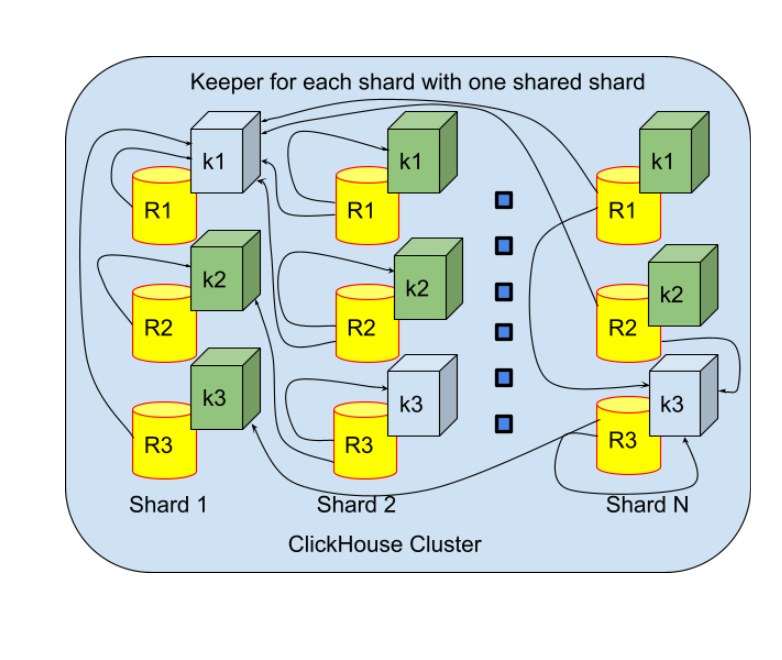 Keeper for each shard with one shared shard
k1
k1
k1
R1
R1
R1
k2
k2
k2
R2
R2
R2
k3
k3
k3
R3
R3
R3
Shard 1
Shard 2
Shard N
ClickHouse Cluster